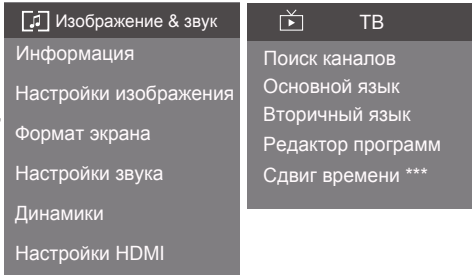 Изображение & звук
Информация
Настройки изображения
Формат экрана
Настройки звука
Динамики
Настройки HDMI
ТВ
Поиск каналов
Основной язык
Вторичный язык
Редактор программ
Сдвиг времени ***